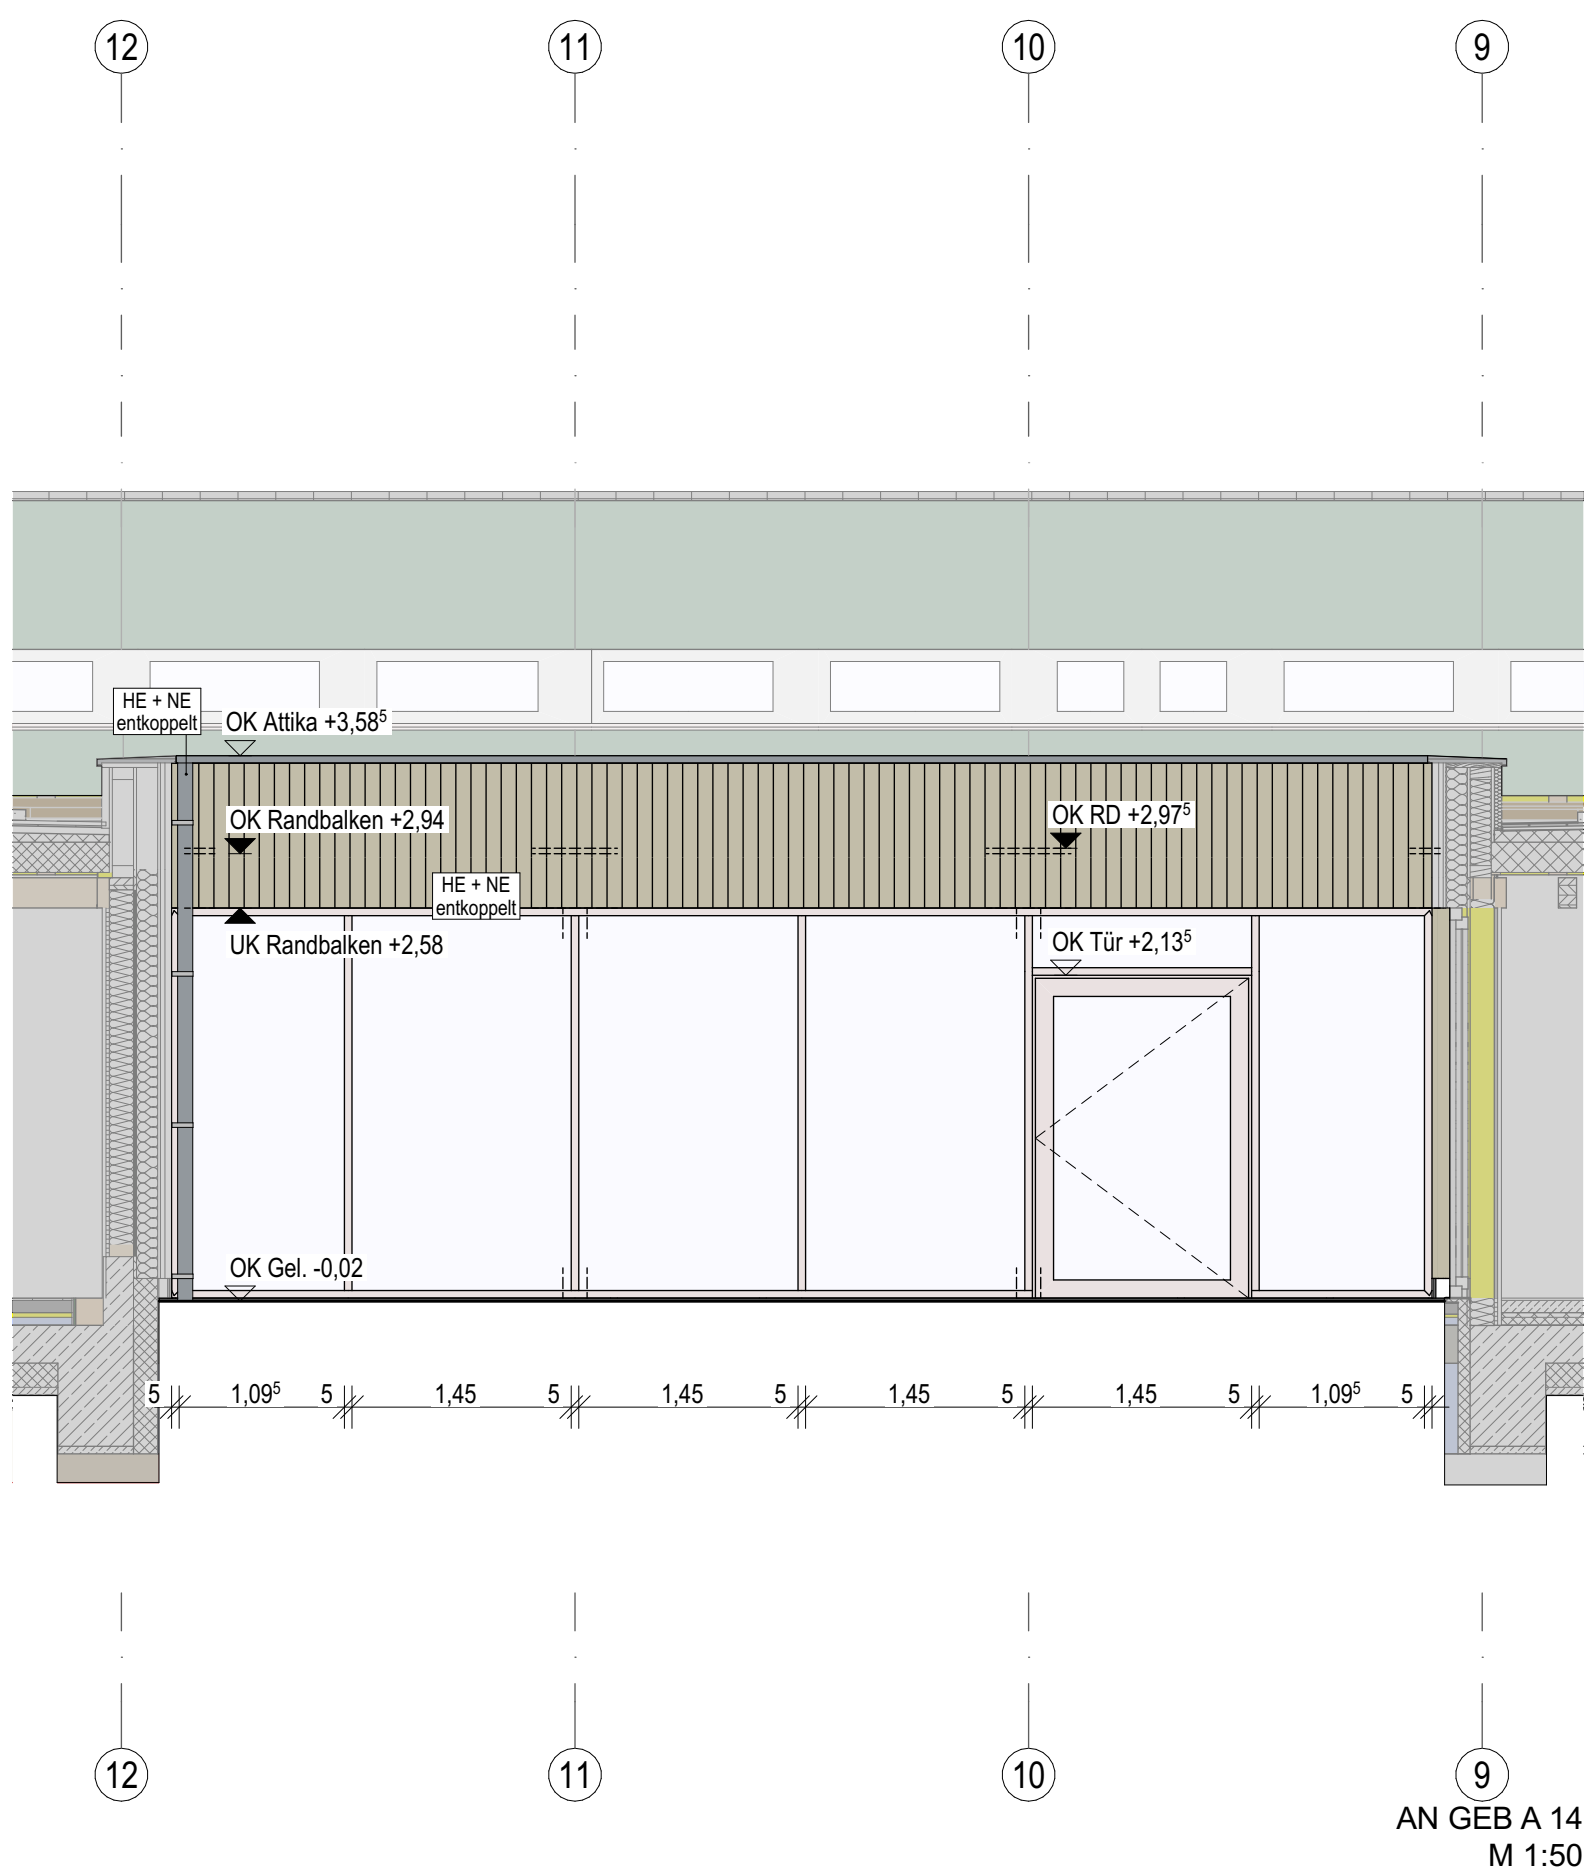 12 11 10 9
HE + NE
entkoppelt
OK Attika +3,58⁵
OK Randbalken +2,94
OK RD +2,97⁵
HE + NE
entkoppelt
UK Randbalken +2,58
OK Tür +2,13⁵
OK Gel. -0,02
5 1,09⁵ 5 1,45 5 1,45 5 1,45 5 1,45 5 1,09⁵ 5
12 11 10 9
AN GEB A 14
M 1:50